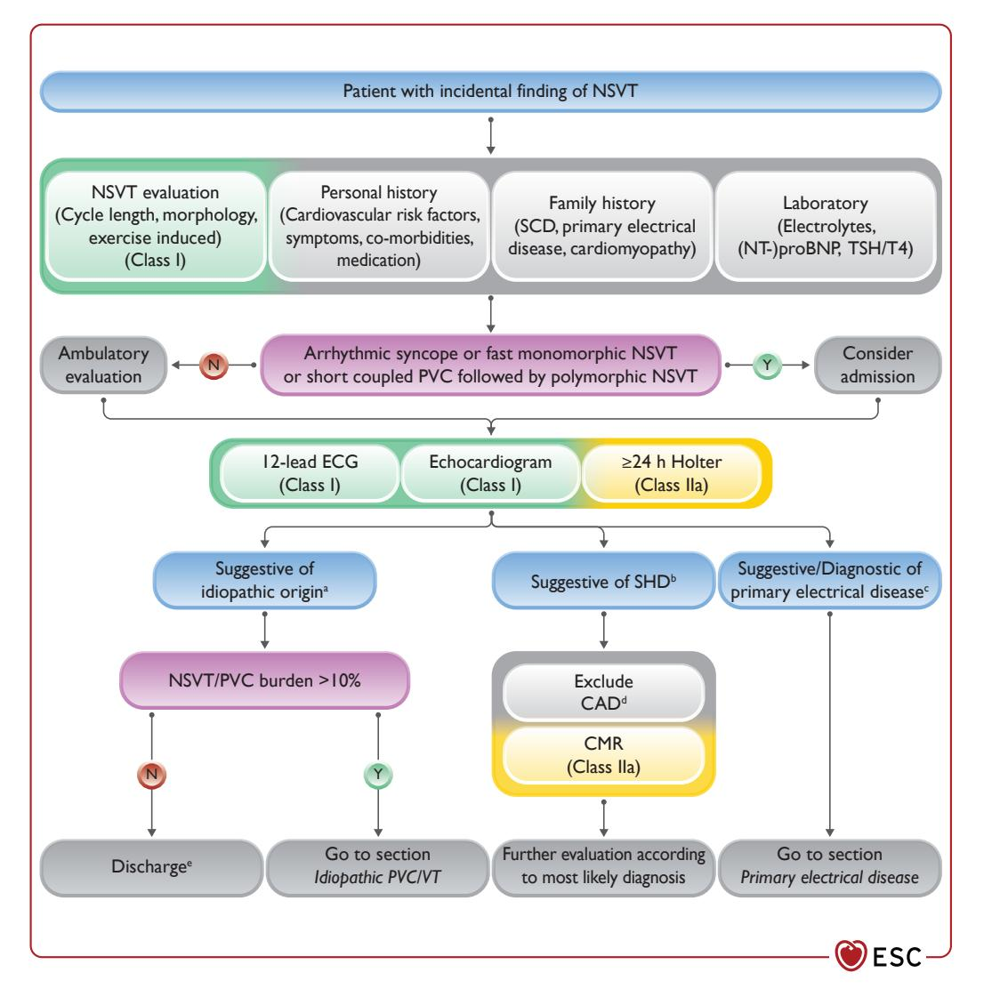 Patient with incidental finding of NSVT
NSVT evaluation
(Cycle length, morphology,
exercise induced)
(Class I)
Personal history
(Cardiovascular risk factors,
symptoms, co-morbidities,
medication)
Family history
(SCD, primary electrical
disease, cardiomyopathy)
Laboratory
(Electrolytes,
(NT-)proBNP, TSH/T4)
Ambulatory
evaluation
N
Arrhythmic syncope or fast monomorphic NSVT
or short coupled PVC followed by polymorphic NSVT
Y
Consider
admission
12-lead ECG
(Class I)
Echocardiogram
(Class I)
≥24 h Holter
(Class IIa)
Suggestive of
idiopathic originᵃ
Suggestive of SHDᵇ
Suggestive/Diagnostic of
primary electrical diseaseᶜ
NSVT/PVC burden >10%
Exclude
CADᵈ
CMR
(Class IIa)
N
Y
Dischargeᵉ
Go to section
Idiopathic PVC/VT
Further evaluation according
to most likely diagnosis
Go to section
Primary electrical disease
ESC